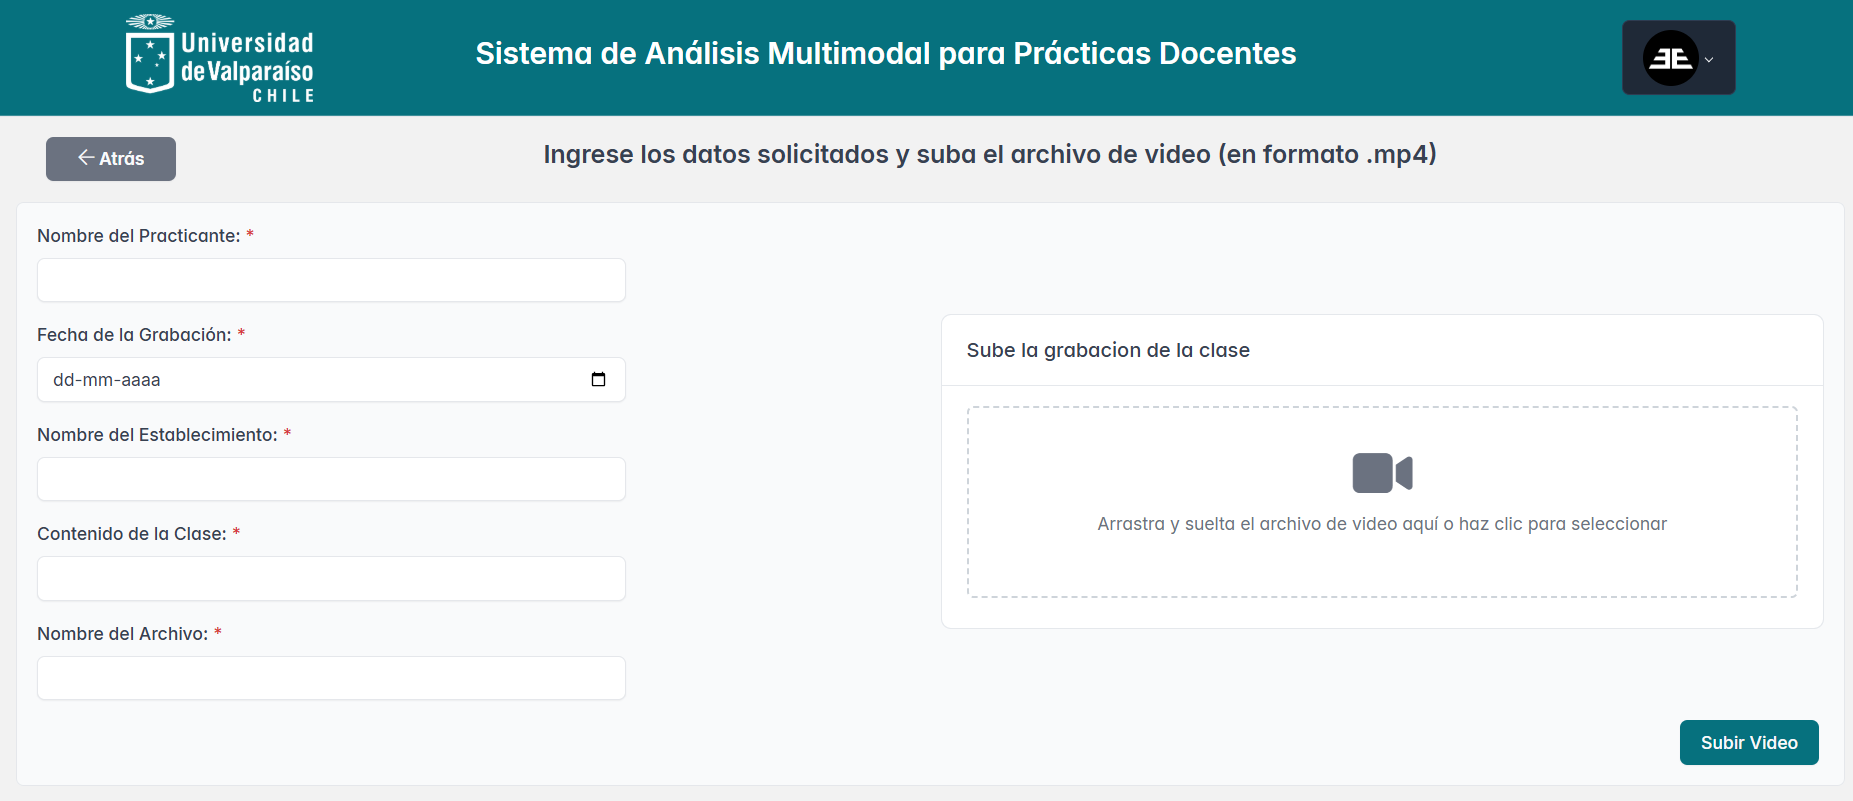 Universidad
de Valparaíso
CHILE
Sistema de Análisis Multimodal para Prácticas Docentes
Atrás
Ingrese los datos solicitados y suba el archivo de video (en formato .mp4)
Nombre del Practicante: *
Fecha de la Grabación: *
dd-mm-aaaa
Nombre del Establecimiento: *
Contenido de la Clase: *
Nombre del Archivo: *
Sube la grabacion de la clase
Arrastra y suelta el archivo de video aquí o haz clic para seleccionar
Subir Video